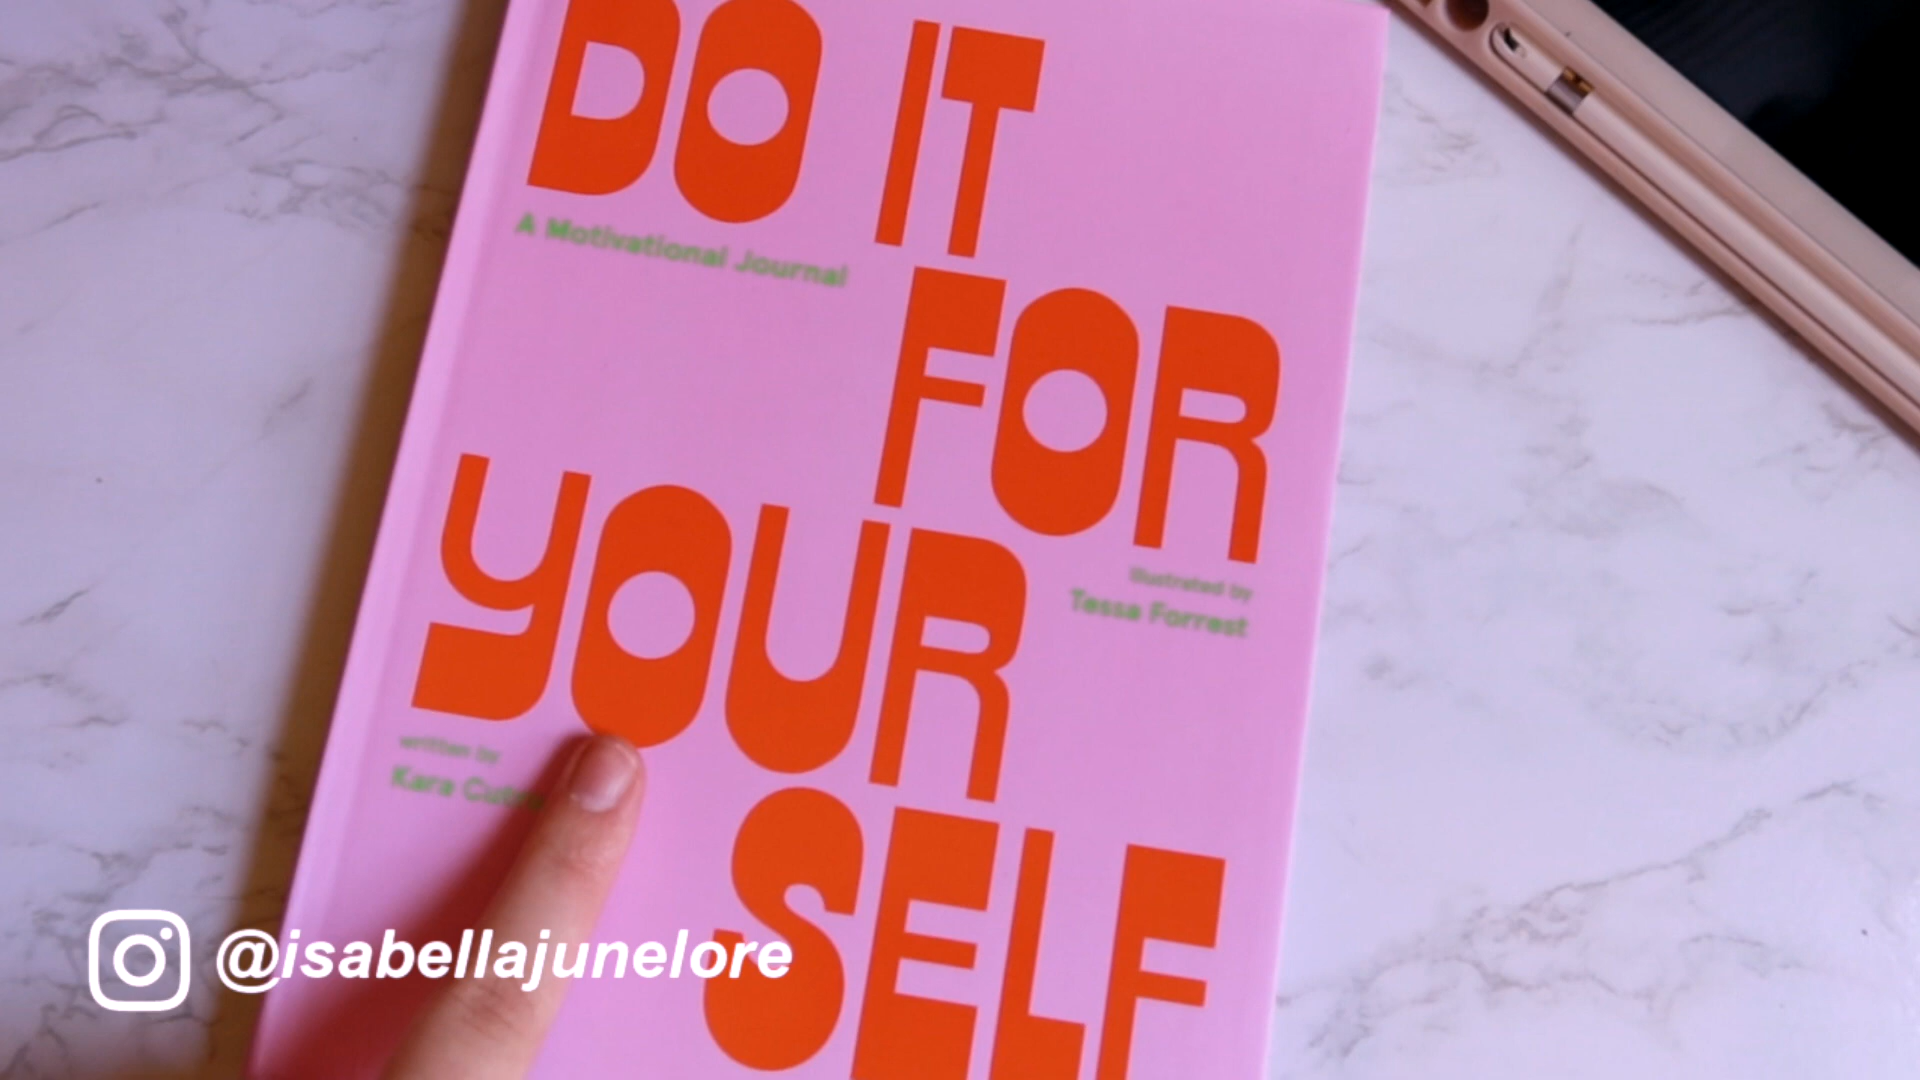 DO IT
A Motivational Journal
FOR
YOUR
illustrated by
Tessa Forrest
written by
Kara
SELF
@isabellajunelore